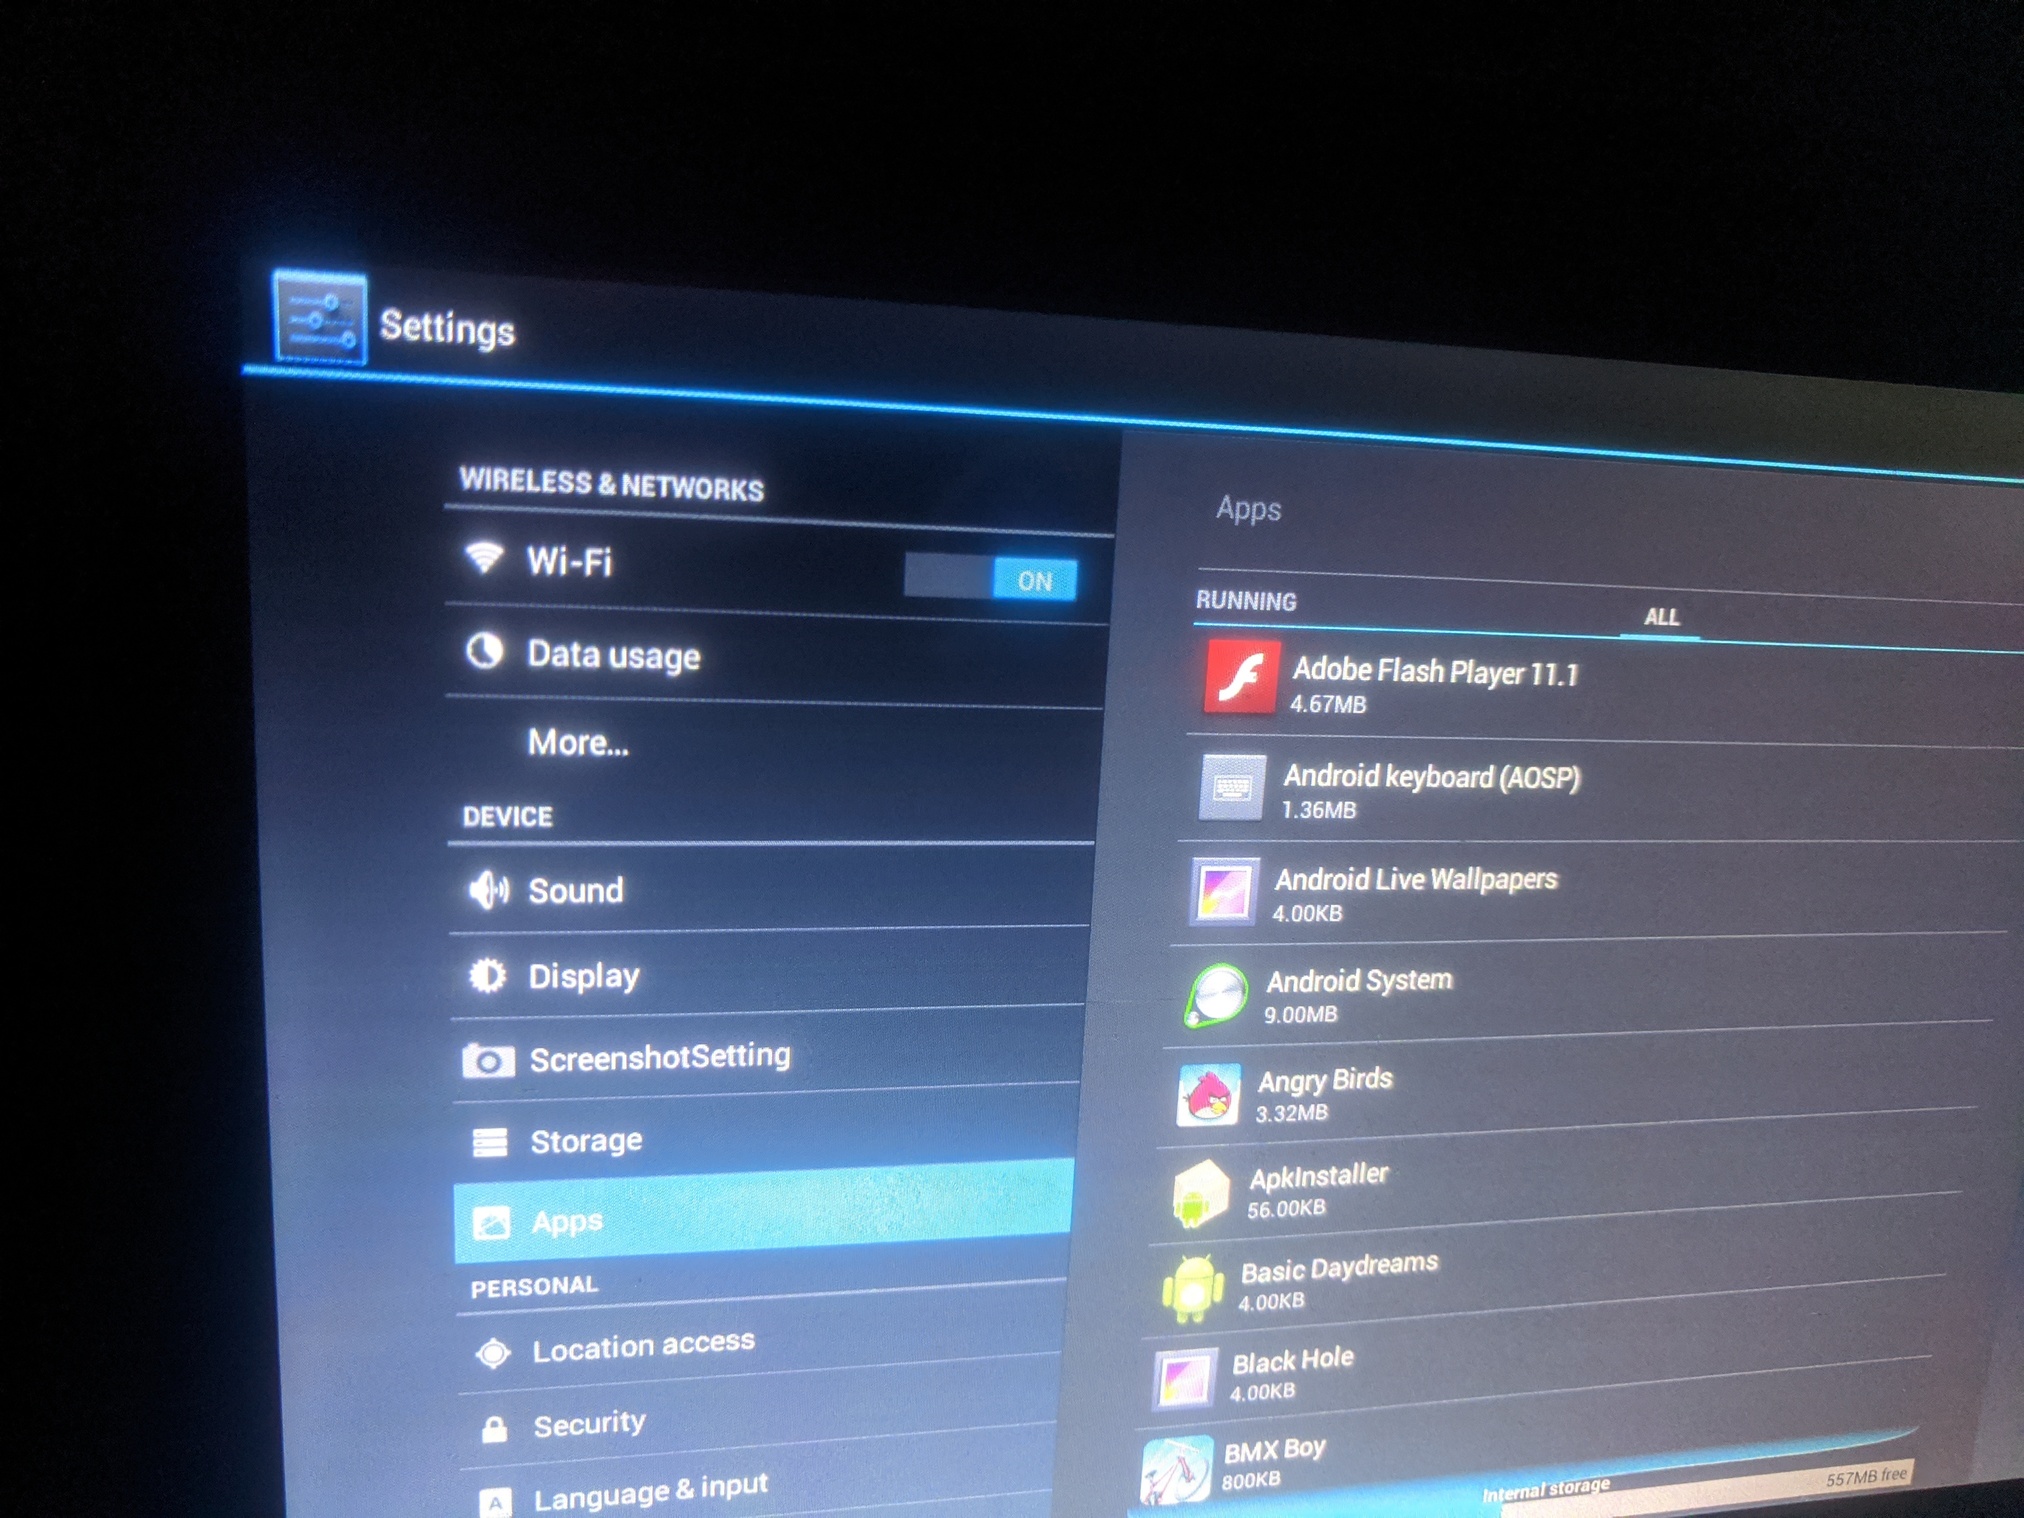 Settings
WIRELESS & NETWORKS
Wi-Fi
ON
Data usage
More...
DEVICE
Sound
Display
ScreenshotSetting
Storage
Apps
PERSONAL
Location access
Security
A
Language & input
Apps
RUNNING
ALL
Adobe Flash Player 11.1
4.67MB
Android keyboard (AOSP)
1.36MB
Android Live Wallpapers
4.00KB
Android System
9.00MB
Angry Birds
3.32MB
ApkInstaller
56.00KB
Basic Daydreams
4.00KB
Black Hole
4.00KB
BMX Boy
800KB
Internal storage
557MB free